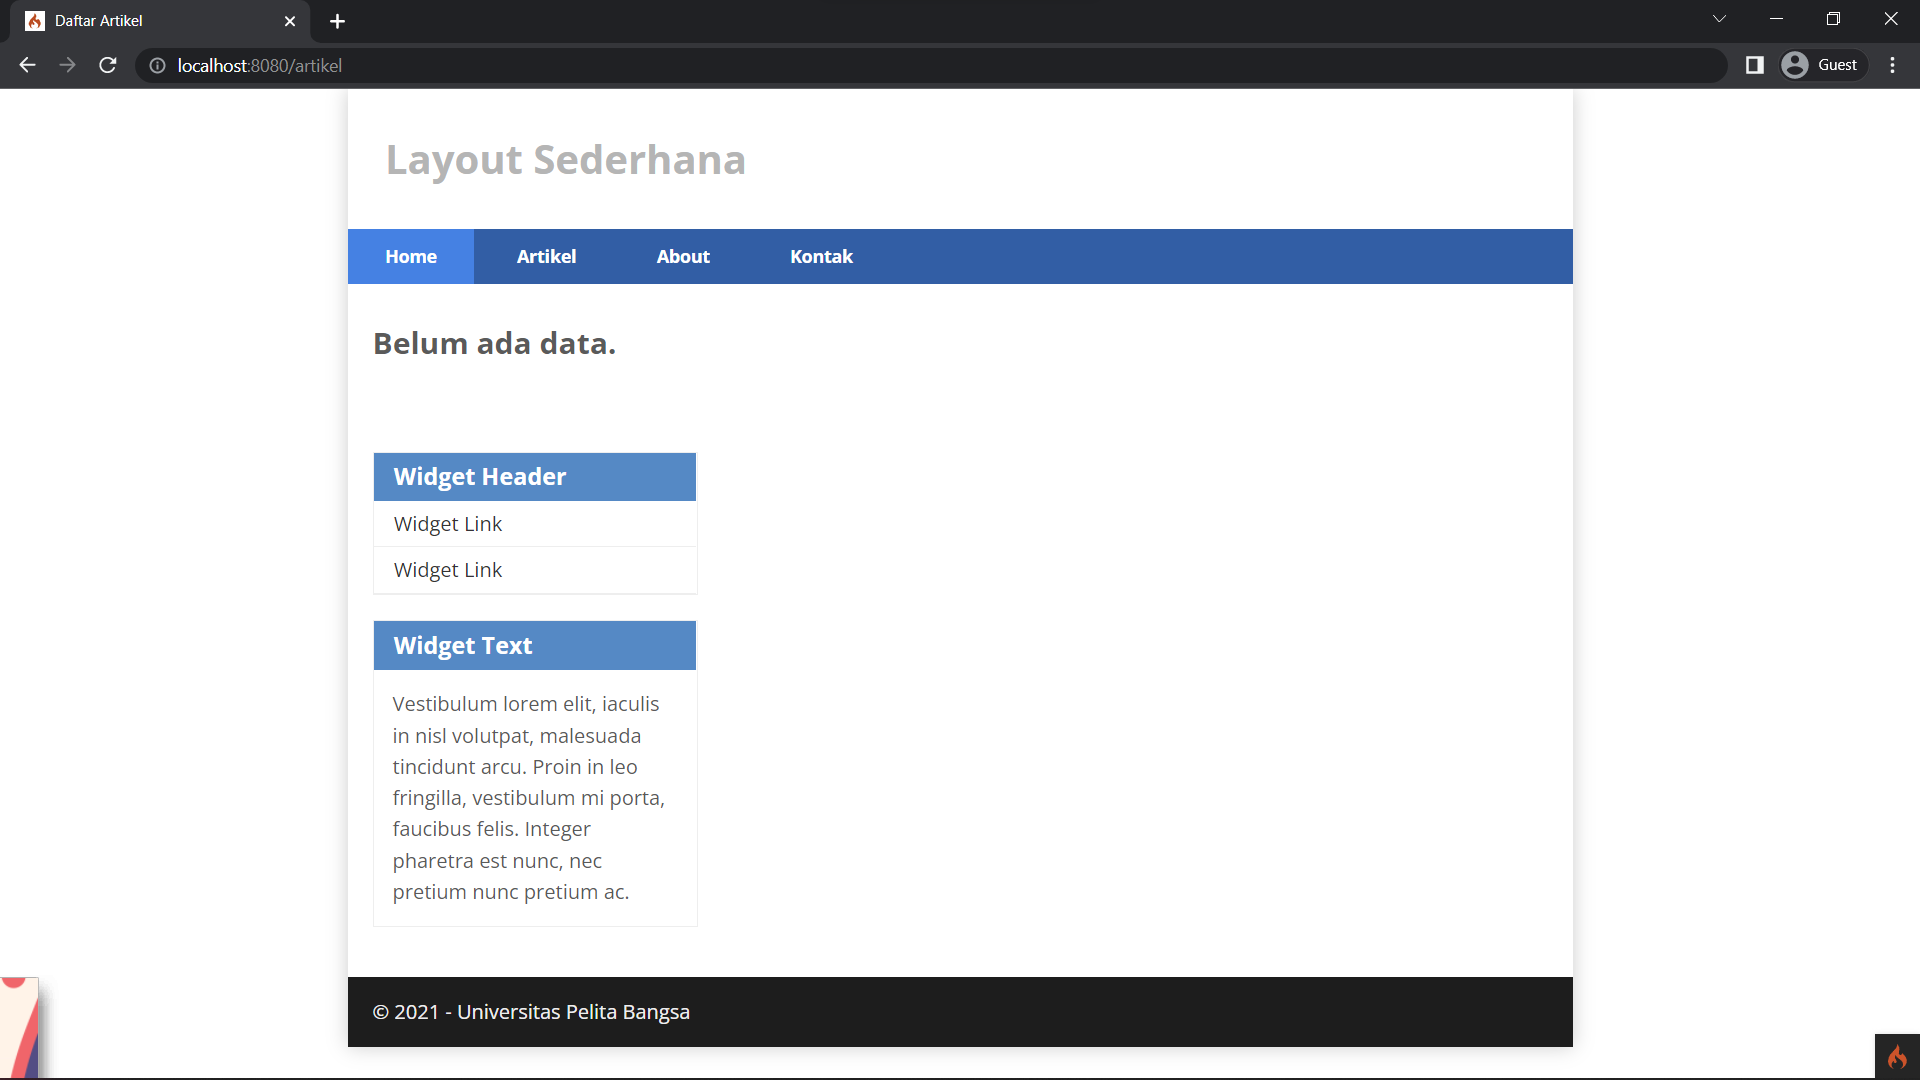 Daftar Artikel
localhost:8080/artikel
Guest
Layout Sederhana
Home Artikel About Kontak
Belum ada data.
Widget Header
Widget Link
Widget Link
Widget Text
Vestibulum lorem elit, iaculis
in nisl volutpat, malesuada
tincidunt arcu. Proin in leo
fringilla, vestibulum mi porta,
faucibus felis. Integer
pharetra est nunc, nec
pretium nunc pretium ac.
© 2021 - Universitas Pelita Bangsa